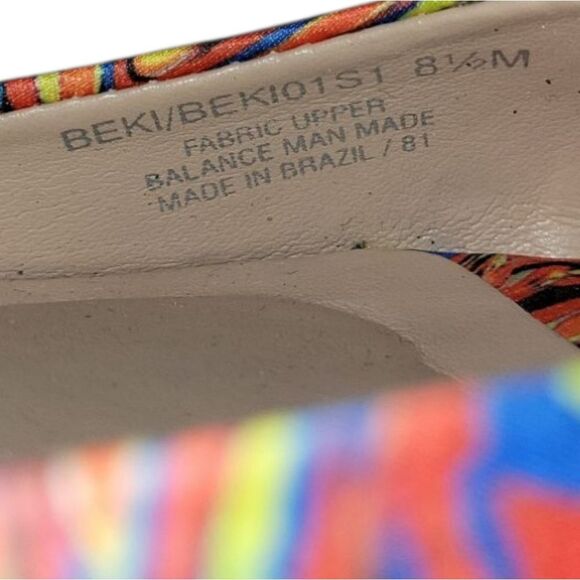 BEKI/BEKI01S1 8½M
FABRIC UPPER
BALANCE MAN MADE
MADE IN BRAZIL / 81